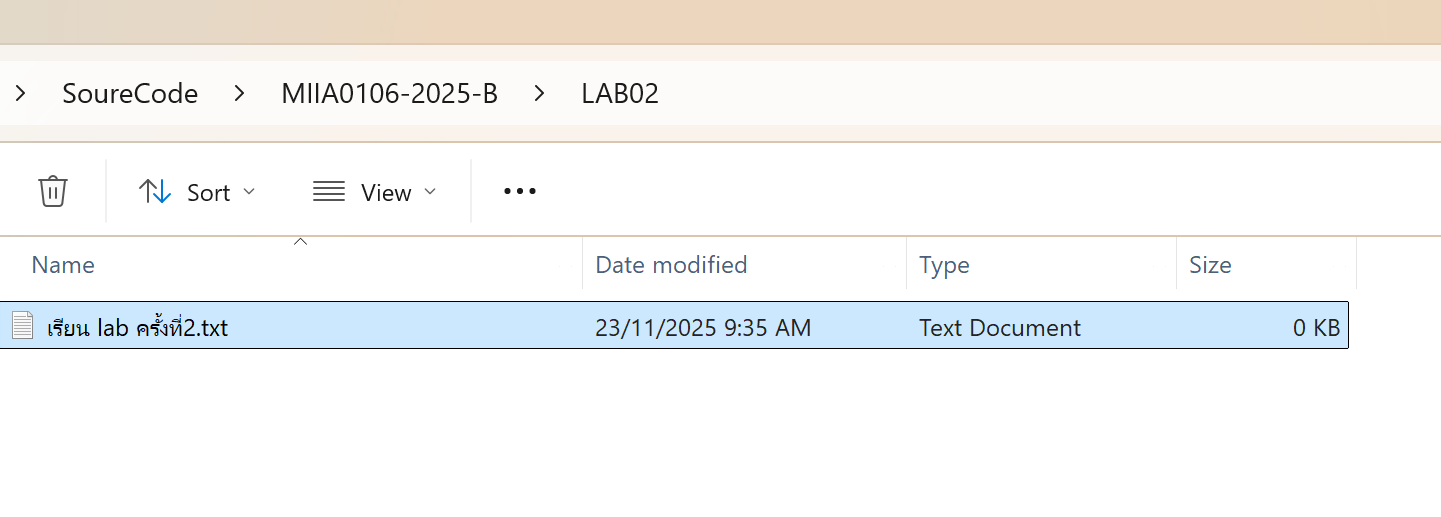 SoureCode MIIA0106-2025-B LAB02
Sort View
Name Date modified Type Size
เรียน lab ครั้งที่2.txt 23/11/2025 9:35 AM Text Document 0 KB